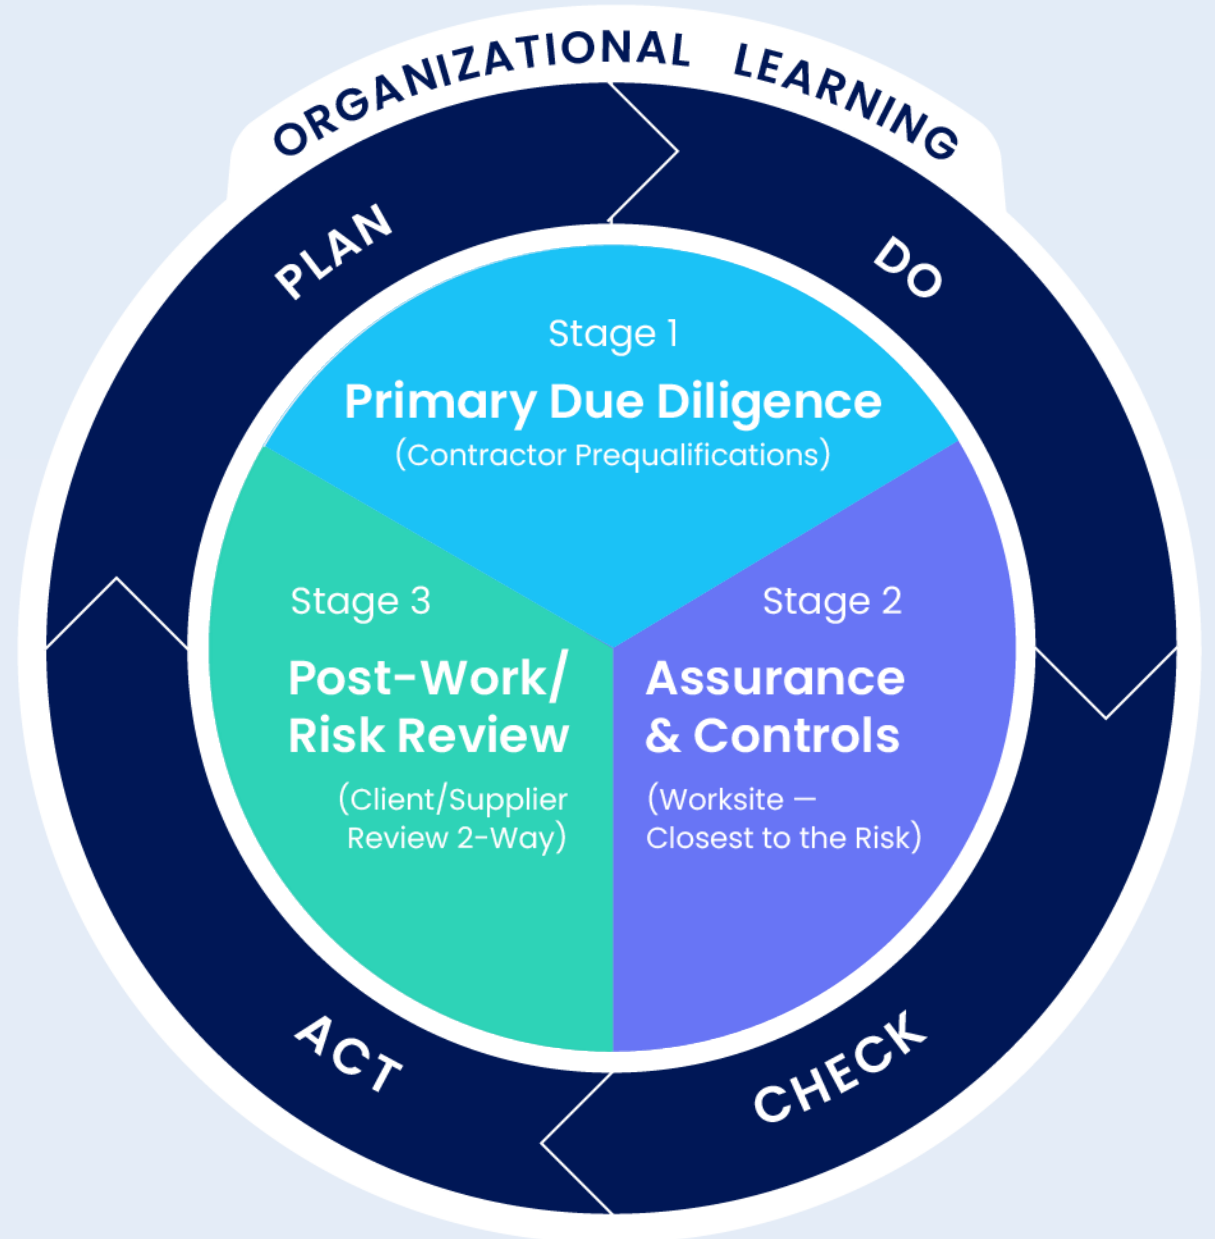 ORGANIZATIONAL LEARNING
PLAN
DO
Stage 1
Primary Due Diligence
(Contractor Prequalifications)
Stage 3
Post-Work/
Risk Review
(Client/Supplier
Review 2-Way)
Stage 2
Assurance
& Controls
(Worksite —
Closest to the Risk)
ACT
CHECK